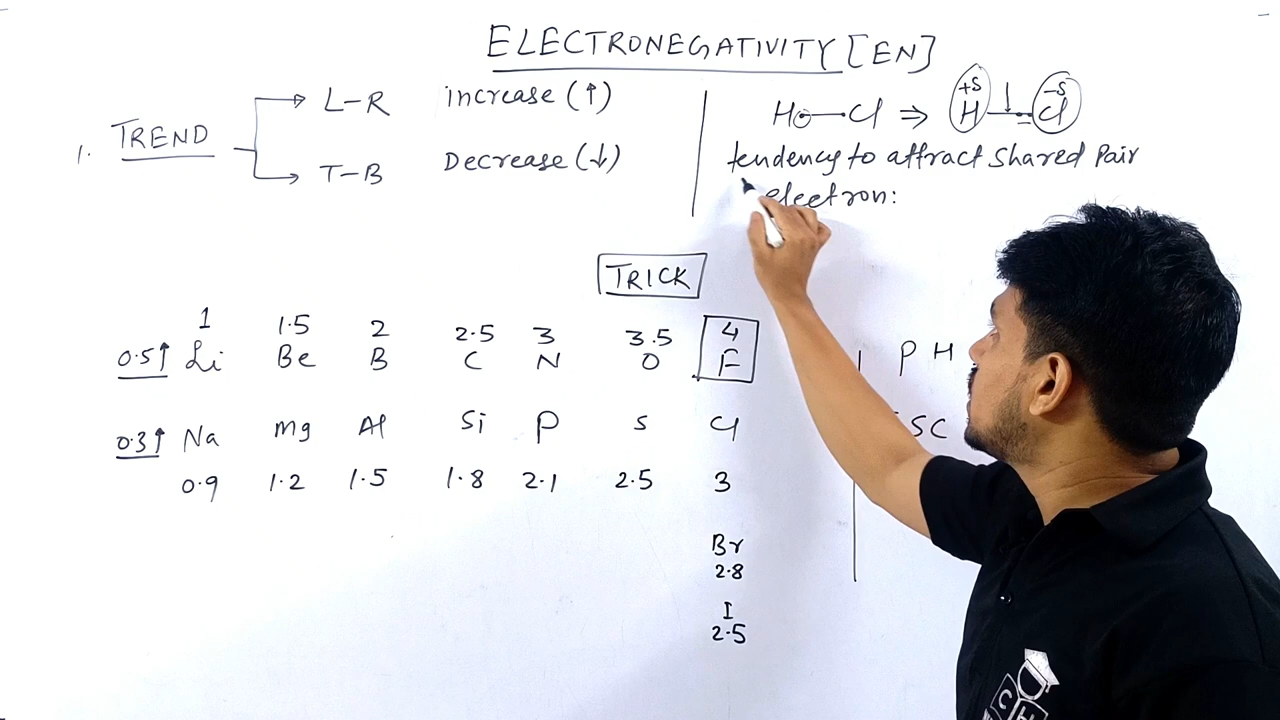 ELECTRONEGATIVITY [EN]
1. TREND
L-R increase (↑)
T-B Decrease (↓)
H—Cl ⇒ +δ H — -δ Cl
tendency to attract shared pair
electron:
TRICK
1 1.5 2 2.5 3 3.5 4
0.5↑ Li Be B C N O F
0.3↑ Na Mg Al Si P S Cl
0.9 1.2 1.5 1.8 2.1 2.5 3
Br
2.8
I
2.5
P H
SC
CH